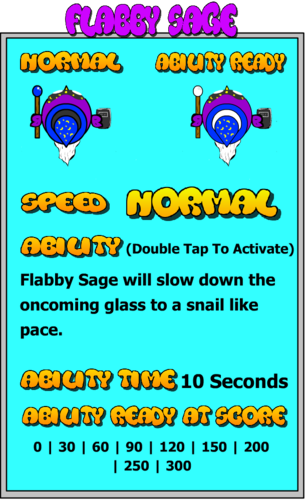 FLABBY SAGE
NORMAL ABILITY READY
SPEED NORMAL
ABILITY (Double Tap To Activate)
Flabby Sage will slow down the
oncoming glass to a snail like
pace.
ABILITY TIME 10 Seconds
ABILITY READY AT SCORE
0 | 30 | 60 | 90 | 120 | 150 | 200
| 250 | 300